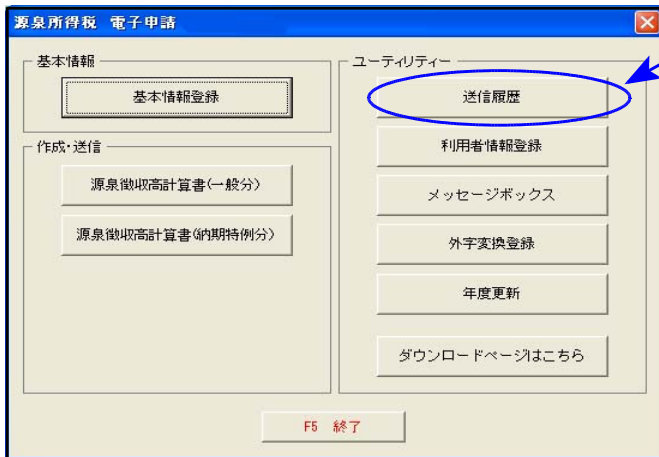 源泉所得税 電子申請
基本情報
基本情報登録
作成・送信
源泉徴収高計算書(一般分)
源泉徴収高計算書(納期特例分)
ユーティリティー
送信履歴
利用者情報登録
メッセージボックス
外字変換登録
年度更新
ダウンロードページはこちら
F5 終了